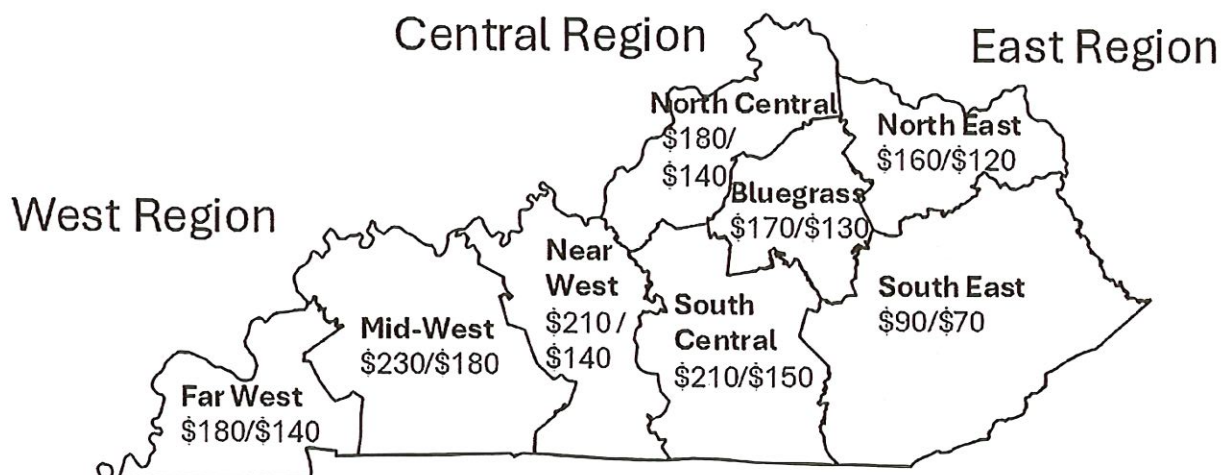 Central Region
East Region
North Central
$180/
$140
North East
$160/$120
Bluegrass
$170/$130
West Region
Near
West
$210/
$140
South East
$90/$70
South
Central
$210/$150
Mid-West
$230/$180
Far West
$180/$140